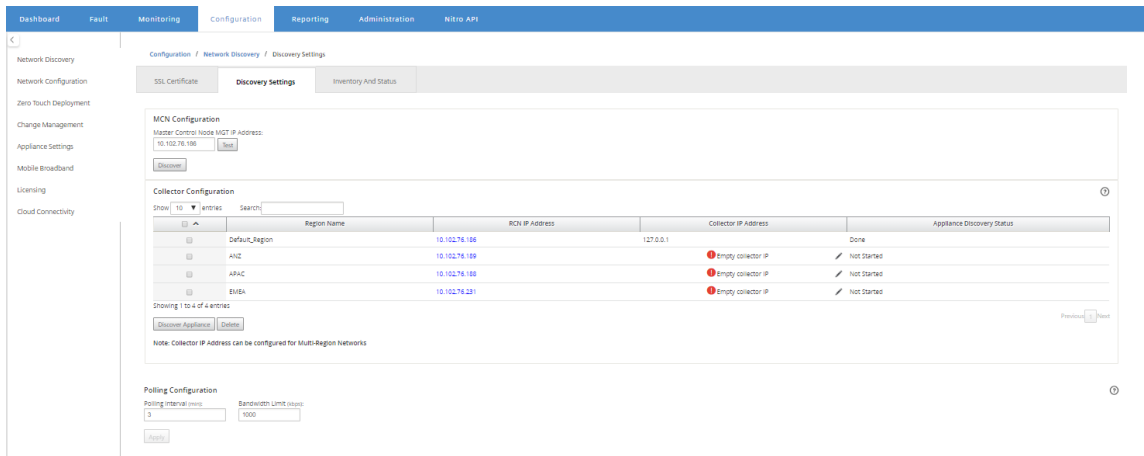 Dashboard Fault Monitoring Configuration Reporting Administration Nitro API
Network Discovery
Network Configuration
Zero Touch Deployment
Change Management
Appliance Settings
Mobile Broadband
Licensing
Cloud Connectivity
Configuration / Network Discovery / Discovery Settings
SSL Certificate Discovery Settings Inventory And Status
MCN Configuration
Master Control Node MGT IP Address:
10.102.76.186 Test
Discover
Collector Configuration
Show 10 entries Search:
Region Name RCN IP Address Collector IP Address Appliance Discovery Status
Default_Region 10.102.76.186 127.0.0.1 Done
ANZ 10.102.76.189 Empty collector IP Not Started
APAC 10.102.76.188 Empty collector IP Not Started
EMEA 10.102.76.231 Empty collector IP Not Started
Showing 1 to 4 of 4 entries
Previous 1 Next
Discover Appliance Delete
Note: Collector IP Address can be configured for Multi-Region Networks
Polling Configuration
Polling Interval (min): Bandwidth Limit (kbps):
3 1000
Apply